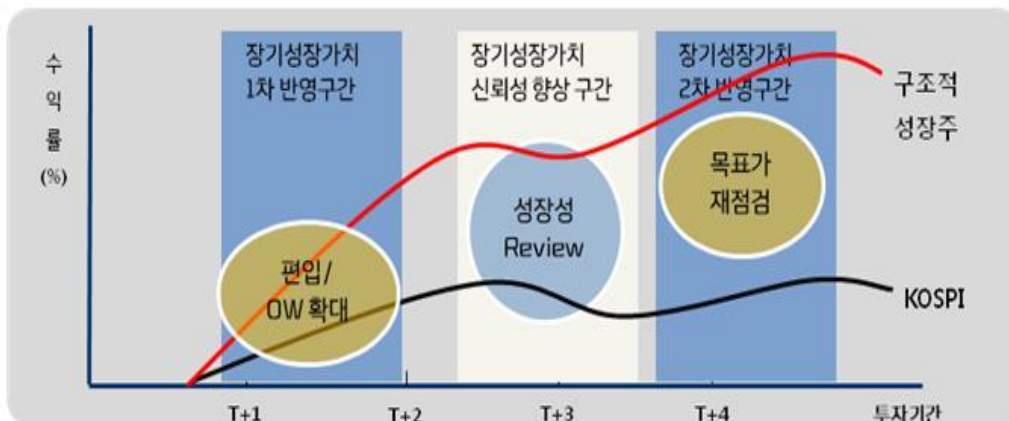 수
익
률
(%)
장기성장가치
1차 반영구간
장기성장가치
신뢰성 향상 구간
장기성장가치
2차 반영구간
구조적
성장주
목표가
재점검
성장성
Review
편입/
OW 확대
KOSPI
T+1
T+2
T+3
T+4
투자기간